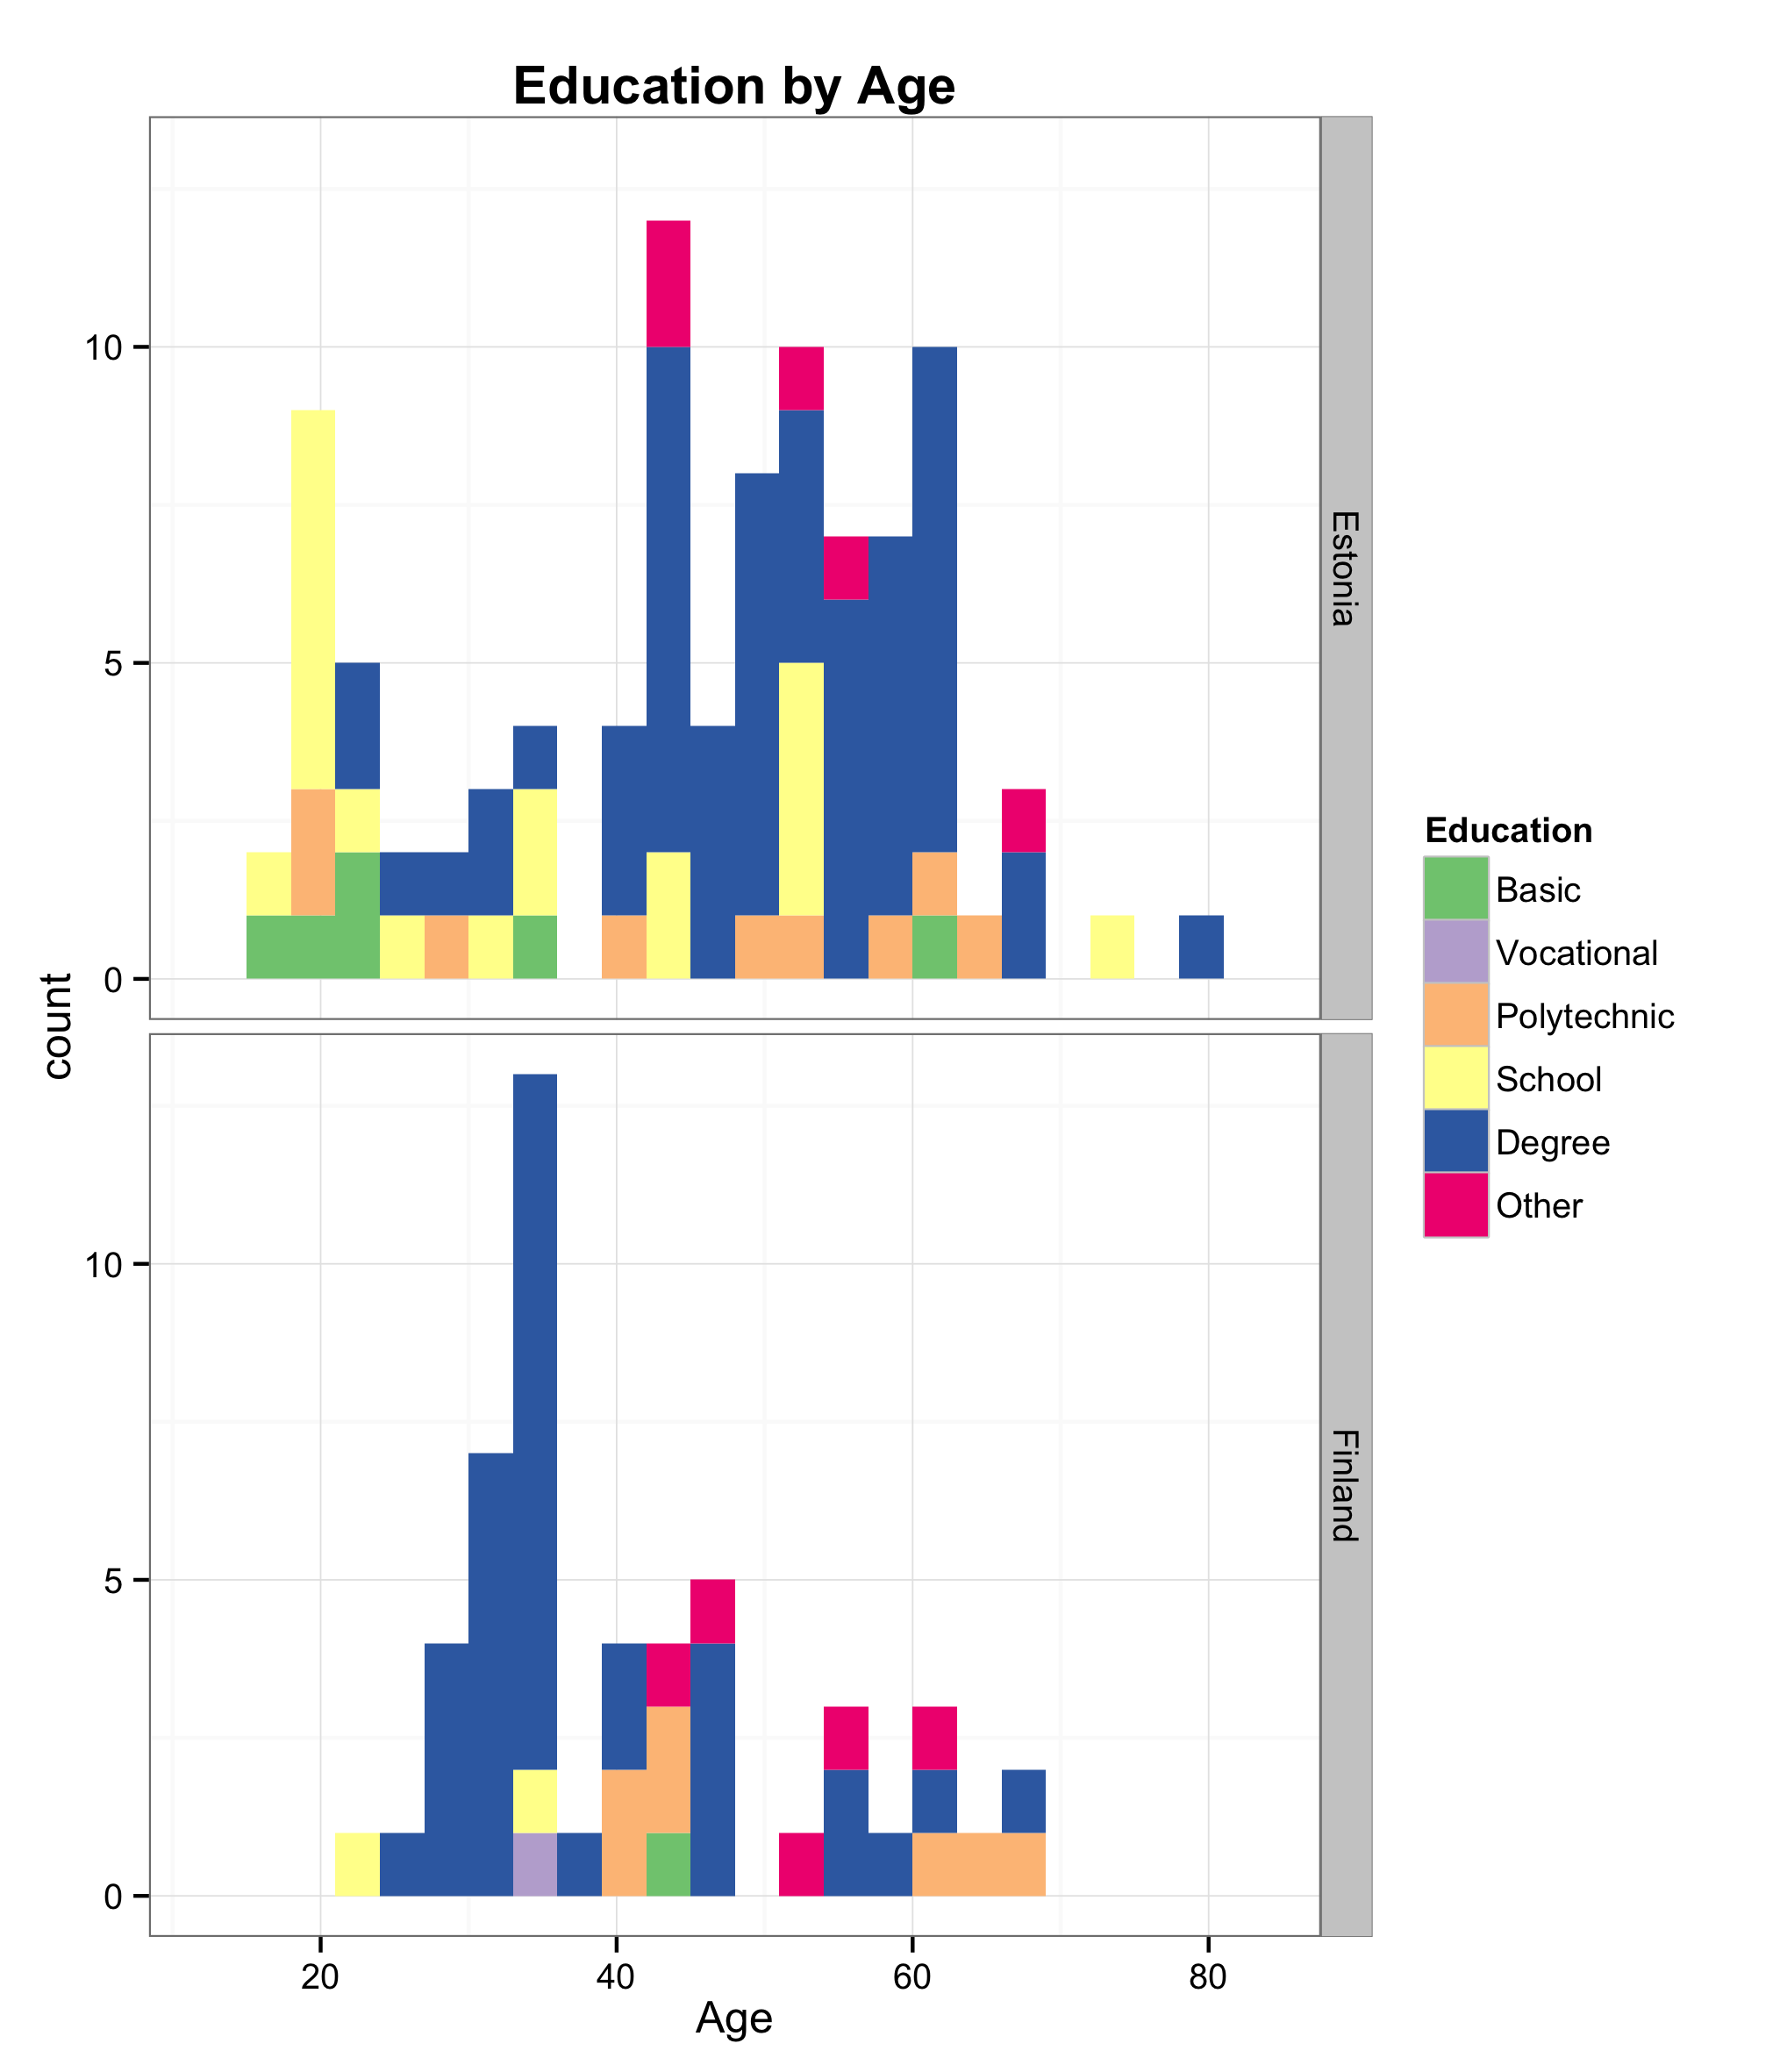 Education by Age
10
5
0
Estonia
count
10
5
0
Finland
20 40 60 80
Age
Education
Basic
Vocational
Polytechnic
School
Degree
Other